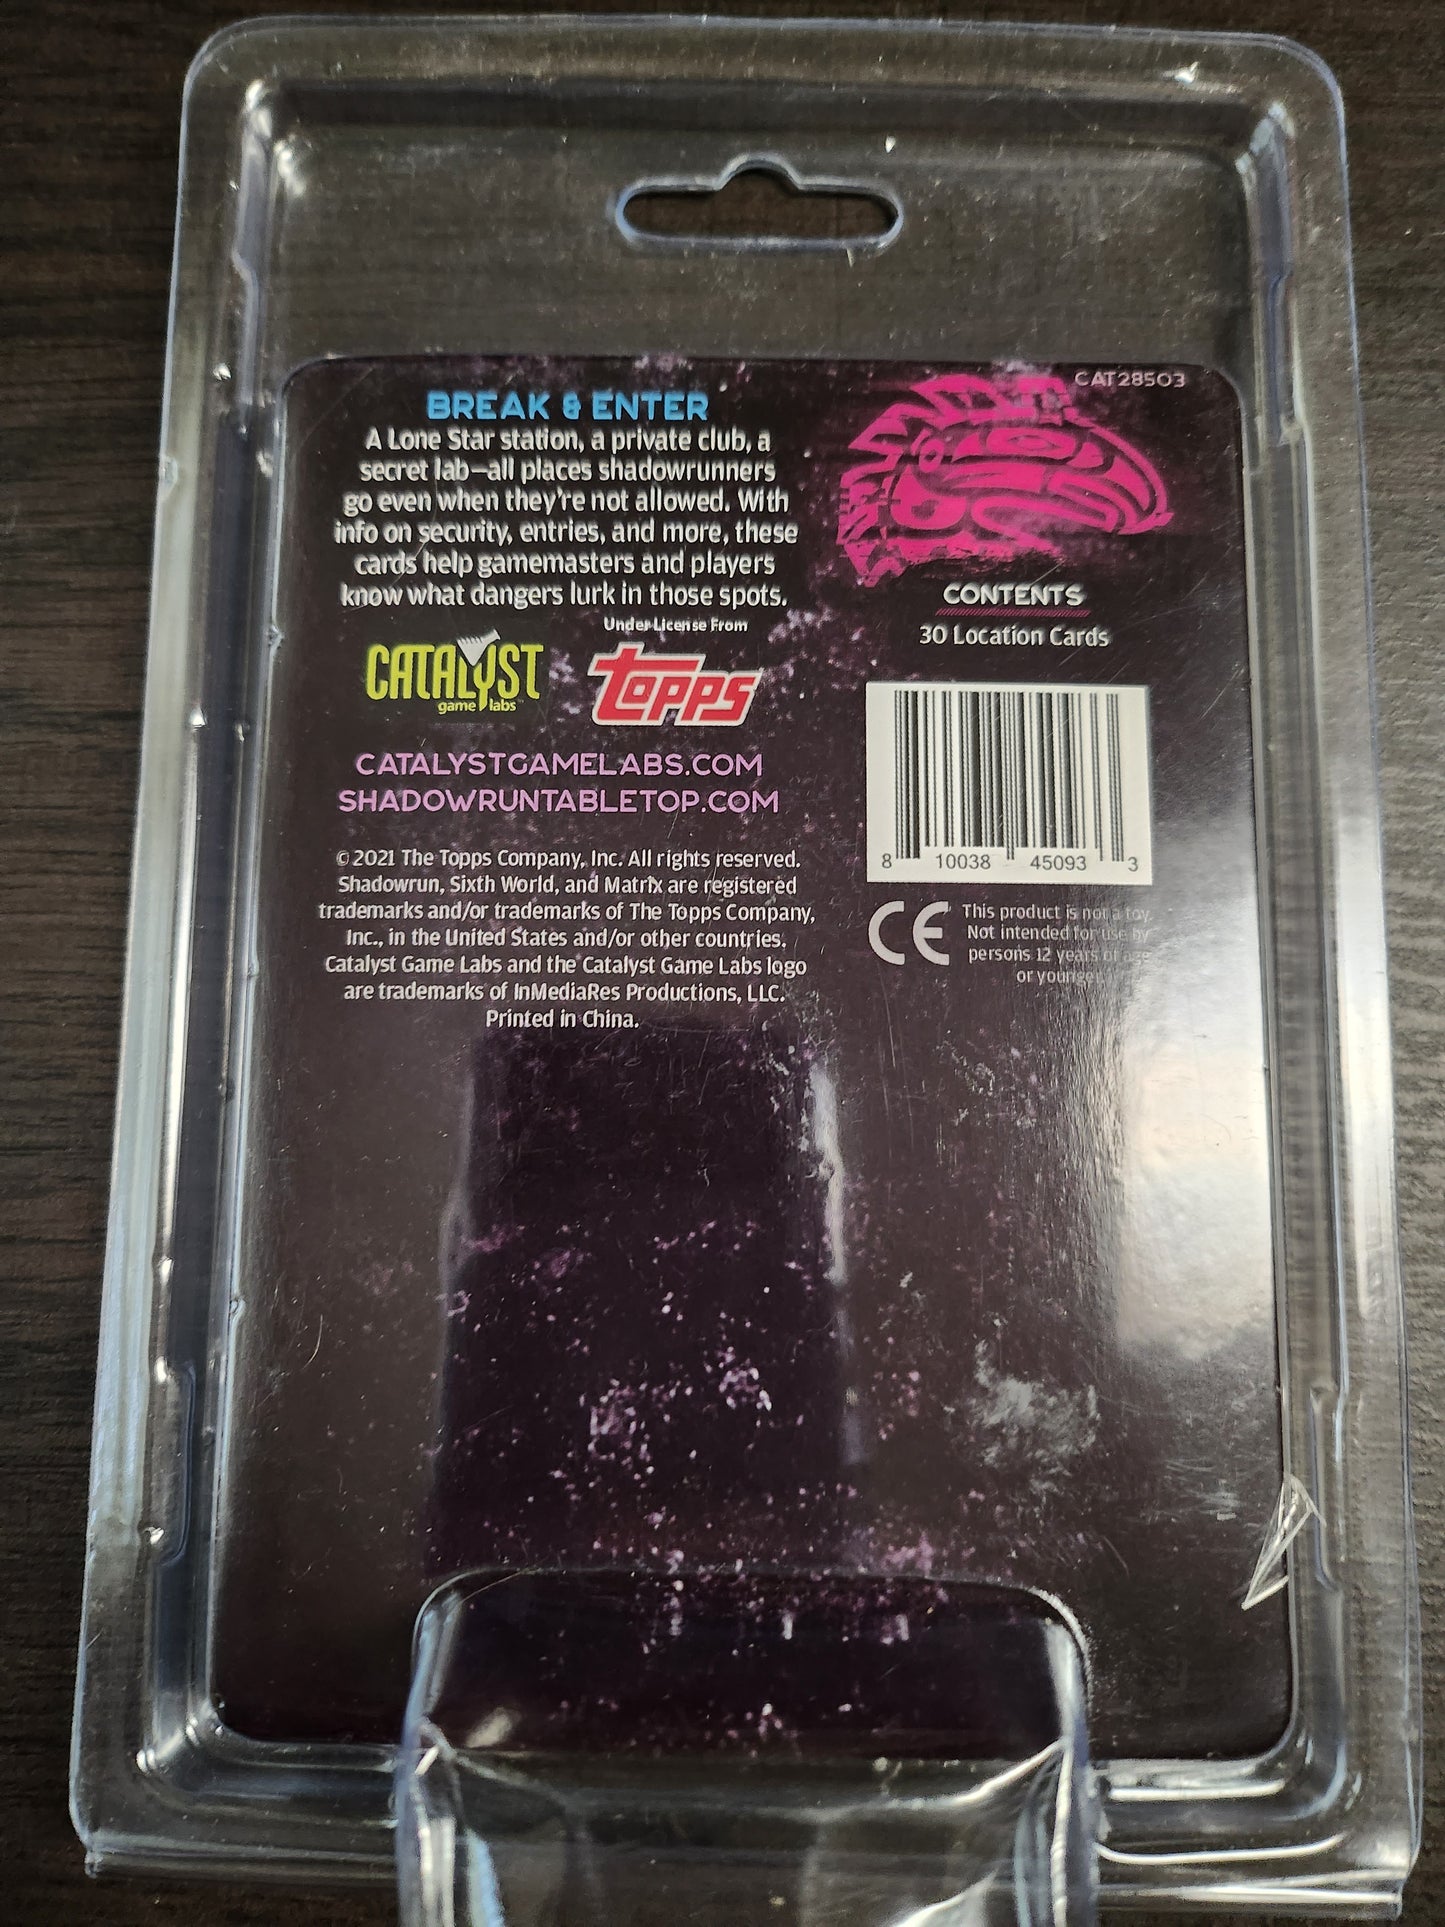 CAT28503
BREAK & ENTER
A Lone Star station, a private club, a
secret lab—all places shadowrunners
go even when they're not allowed. With
info on security, entries, and more, these
cards help gamemasters and players
know what dangers lurk in those spots.
Under License From
CATALYST
game labs™
TOPPS
CATALYSTGAMELABS.COM
SHADOWRUNTABLETOP.COM
© 2021 The Topps Company, Inc. All rights reserved.
Shadowrun, Sixth World, and Matrix are registered
trademarks and/or trademarks of The Topps Company,
Inc., in the United States and/or other countries.
Catalyst Game Labs and the Catalyst Game Labs logo
are trademarks of InMediaRes Productions, LLC.
Printed in China.
CONTENTS
30 Location Cards
8 10038 45093 3
CE
This product is not a toy.
Not intended for use by
persons 12 years of age
or younger.